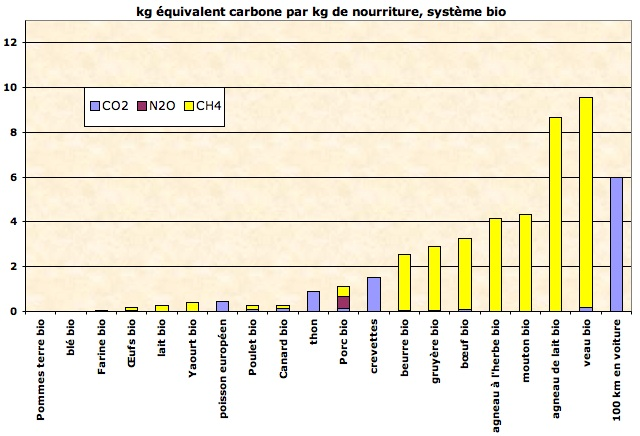 kg équivalent carbone par kg de nourriture, système bio
12
10
8
6
4
2
0
CO2 N2O CH4
Pommes terre bio
blé bio
Farine bio
Œufs bio
lait bio
Yaourt bio
poisson européen
Poulet bio
Canard bio
thon
Porc bio
crevettes
beurre bio
gruyère bio
bœuf bio
agneau à l'herbe bio
mouton bio
agneau de lait bio
veau bio
100 km en voiture